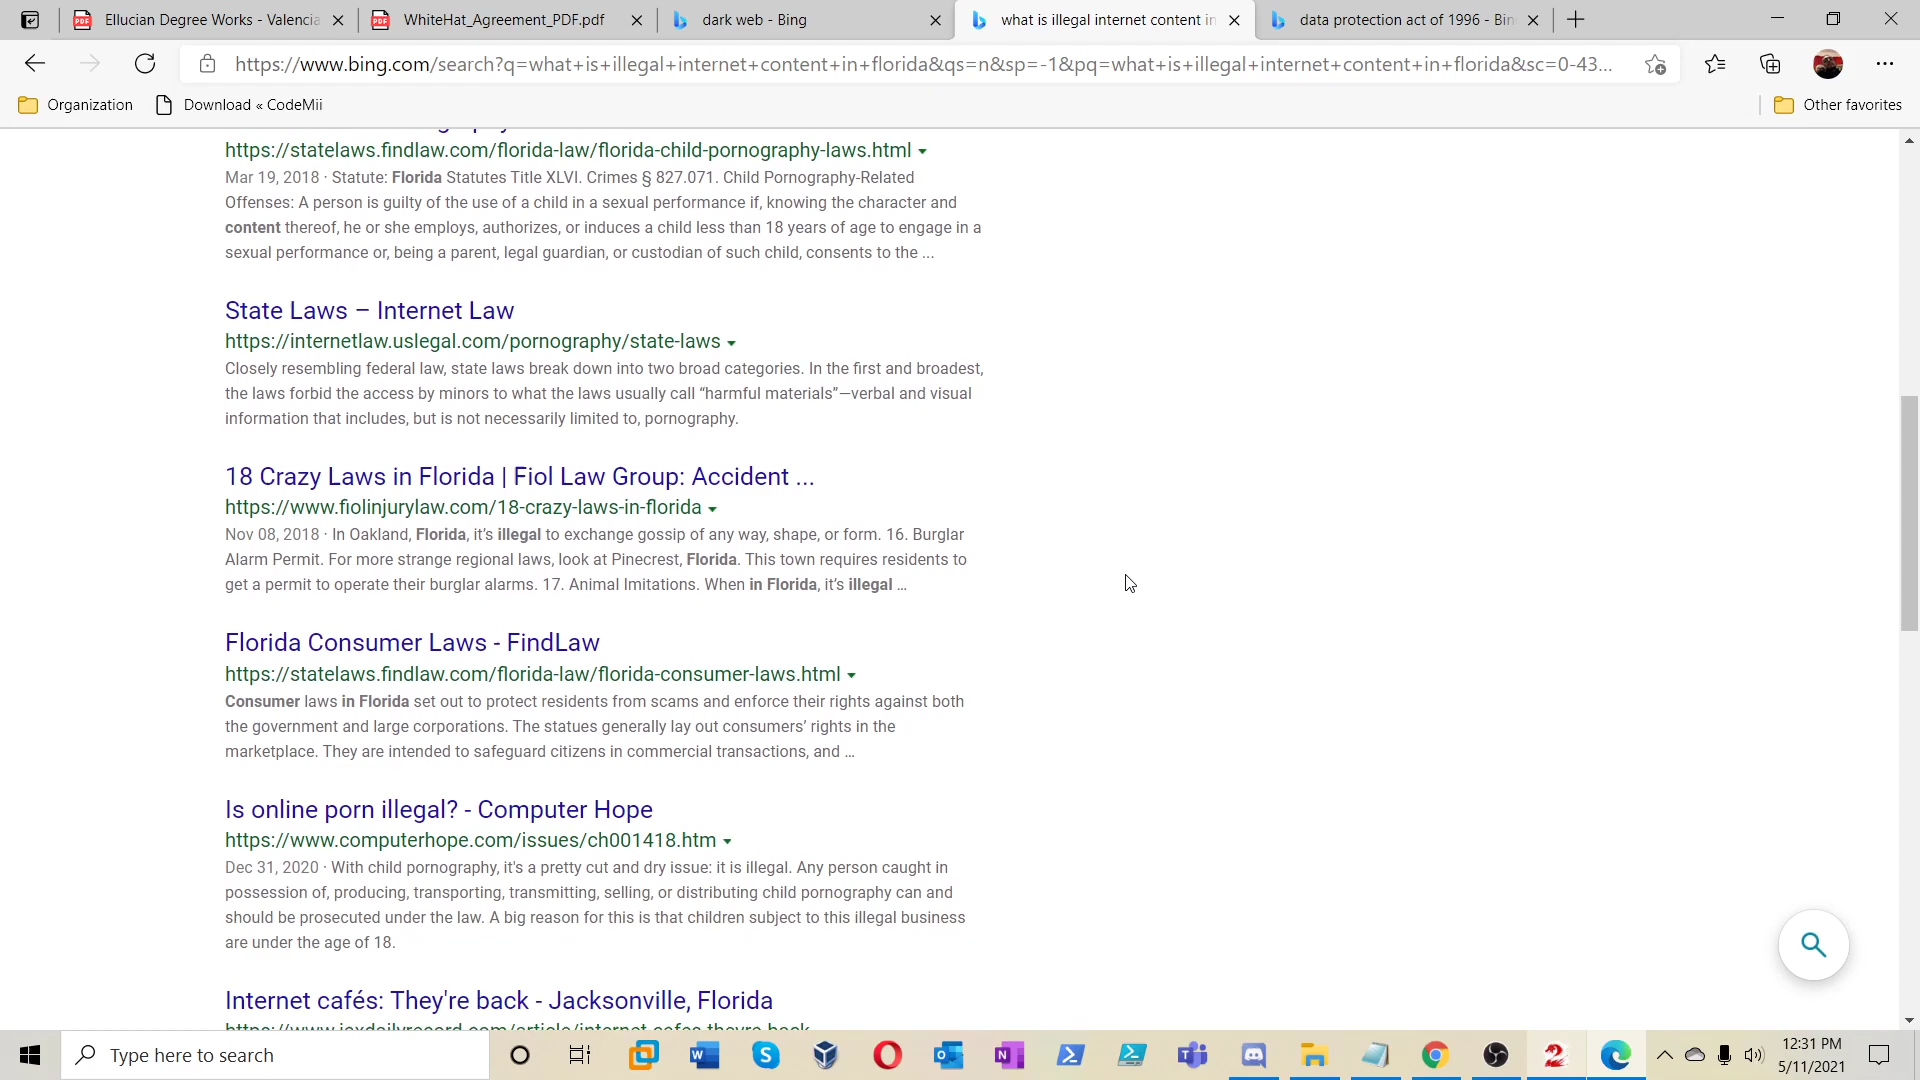 Ellucian Degree Works - Valencia
WhiteHat_Agreement_PDF.pdf
dark web - Bing
what is illegal internet content in
data protection act of 1996 - Bin
https://www.bing.com/search?q=what+is+illegal+internet+content+in+florida&qs=n&sp=-1&pq=what+is+illegal+internet+content+in+florida&sc=0-43...
Organization
Download « CodeMii
Other favorites
https://statelaws.findlaw.com/florida-law/florida-child-pornography-laws.html
Mar 19, 2018 · Statute: Florida Statutes Title XLVI. Crimes § 827.071. Child Pornography-Related
Offenses: A person is guilty of the use of a child in a sexual performance if, knowing the character and
content thereof, he or she employs, authorizes, or induces a child less than 18 years of age to engage in a
sexual performance or, being a parent, legal guardian, or custodian of such child, consents to the ...
State Laws – Internet Law
https://internetlaw.uslegal.com/pornography/state-laws
Closely resembling federal law, state laws break down into two broad categories. In the first and broadest,
the laws forbid the access by minors to what the laws usually call “harmful materials”—verbal and visual
information that includes, but is not necessarily limited to, pornography.
18 Crazy Laws in Florida | Fiol Law Group: Accident ...
https://www.fiolinjurylaw.com/18-crazy-laws-in-florida
Nov 08, 2018 · In Oakland, Florida, it’s illegal to exchange gossip of any way, shape, or form. 16. Burglar
Alarm Permit. For more strange regional laws, look at Pinecrest, Florida. This town requires residents to
get a permit to operate their burglar alarms. 17. Animal Imitations. When in Florida, it’s illegal ...
Florida Consumer Laws - FindLaw
https://statelaws.findlaw.com/florida-law/florida-consumer-laws.html
Consumer laws in Florida set out to protect residents from scams and enforce their rights against both
the government and large corporations. The statues generally lay out consumers’ rights in the
marketplace. They are intended to safeguard citizens in commercial transactions, and ...
Is online porn illegal? - Computer Hope
https://www.computerhope.com/issues/ch001418.htm
Dec 31, 2020 · With child pornography, it's a pretty cut and dry issue: it is illegal. Any person caught in
possession of, producing, transporting, transmitting, selling, or distributing child pornography can and
should be prosecuted under the law. A big reason for this is that children subject to this illegal business
are under the age of 18.
Internet cafés: They're back - Jacksonville, Florida
https://www.jaxdailyrecord.com/article/internet-cafes-theyre-back
Type here to search
12:31 PM
5/11/2021